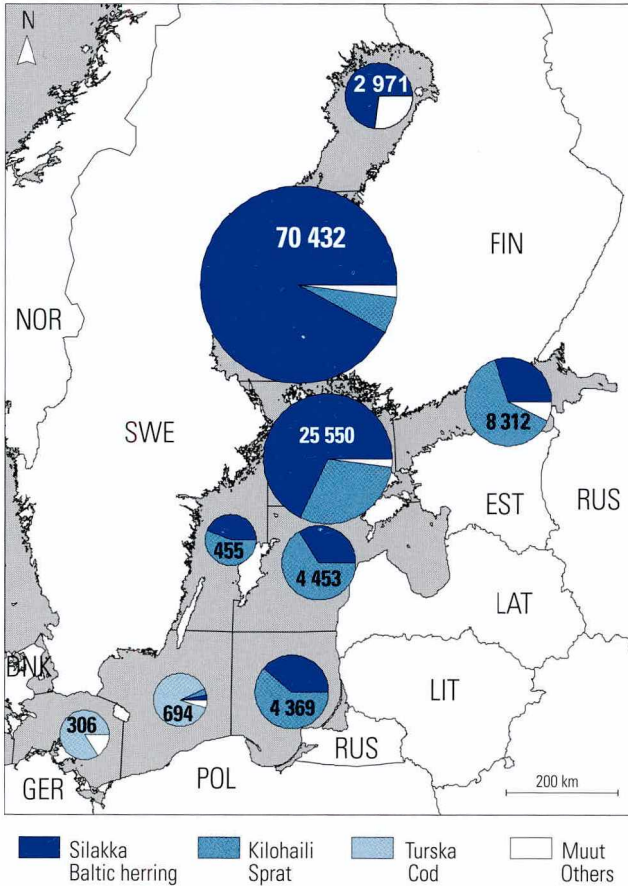 N
2 971
70 432
FIN
NOR
8 312
SWE
25 550
EST
RUS
455
4 453
LAT
DNK
LIT
306
694
4 369
RUS
GER
POL
200 km
Silakka
Baltic herring
Kilohaili
Sprat
Turska
Cod
Muut
Others